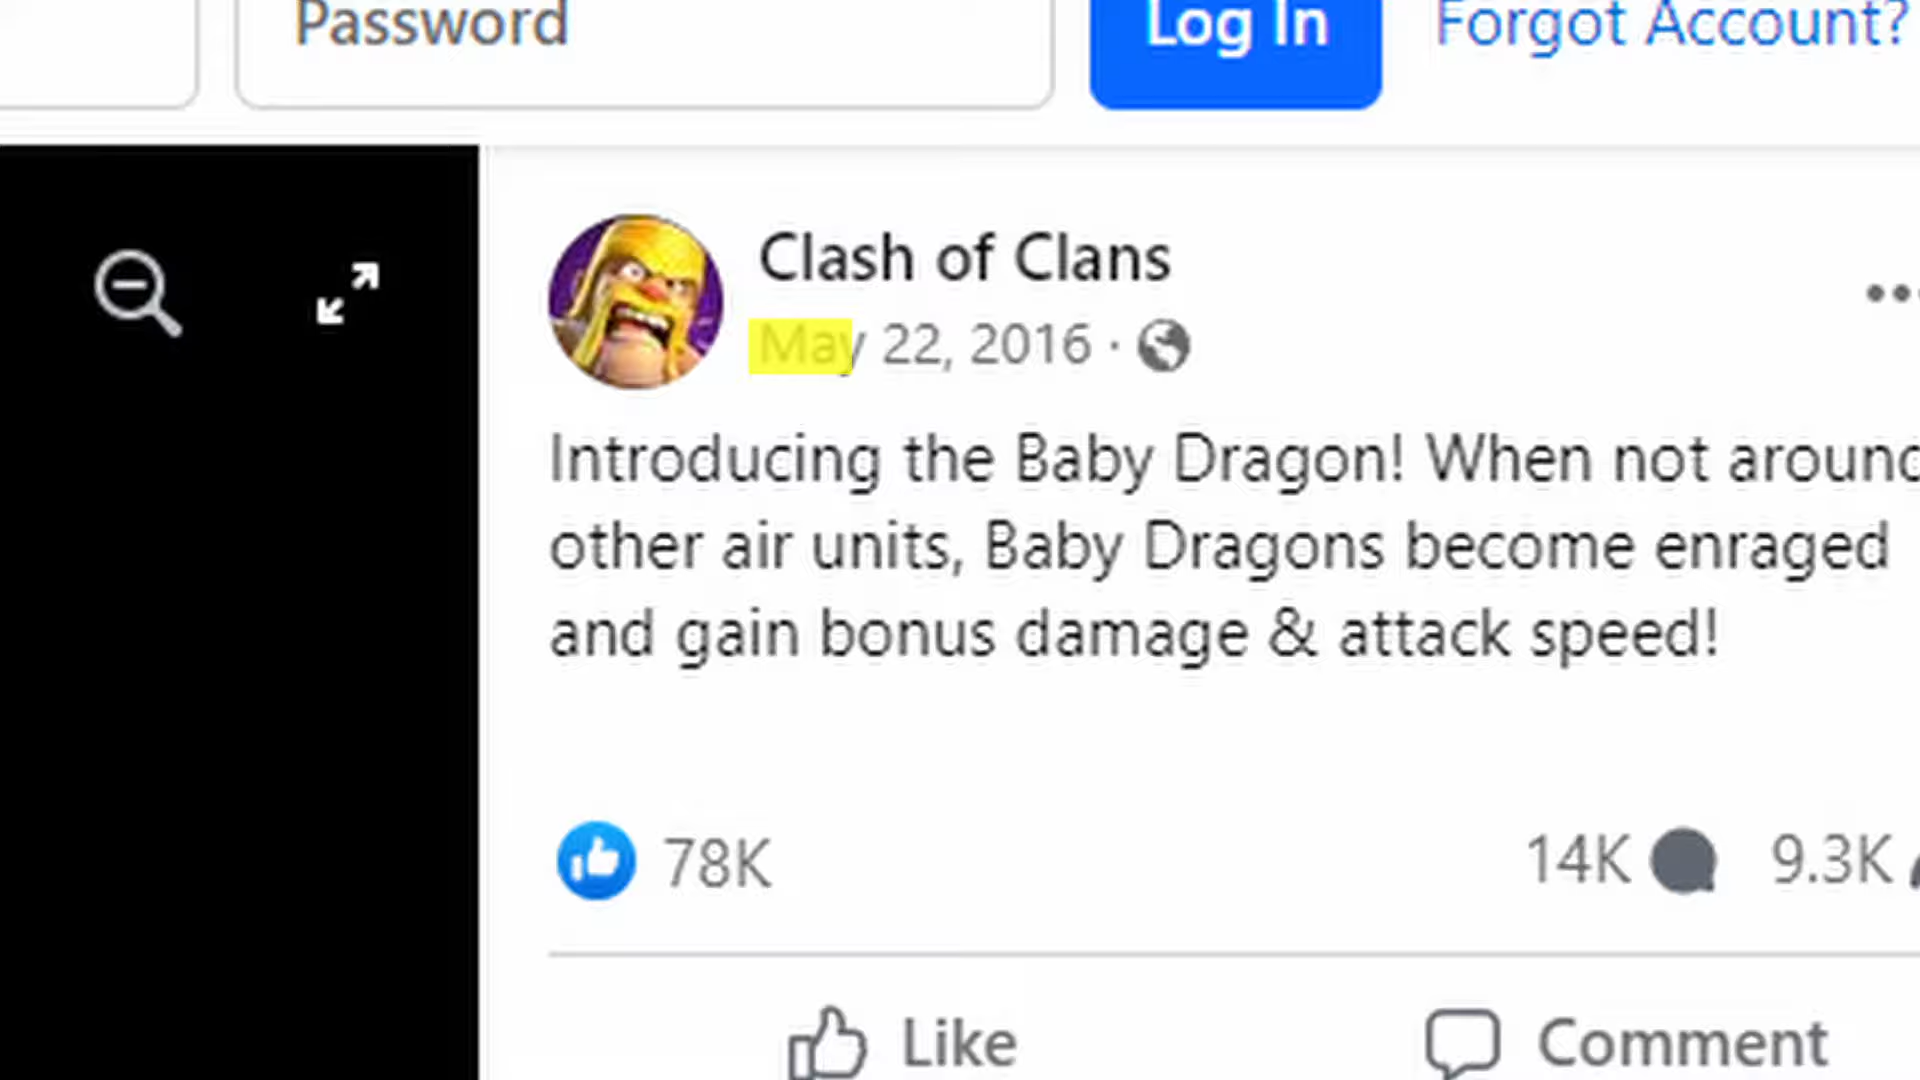 Password
Log In
Forgot Account?
Clash of Clans
May 22, 2016 ·
Introducing the Baby Dragon! When not around
other air units, Baby Dragons become enraged
and gain bonus damage & attack speed!
78K
14K
9.3K
Like
Comment